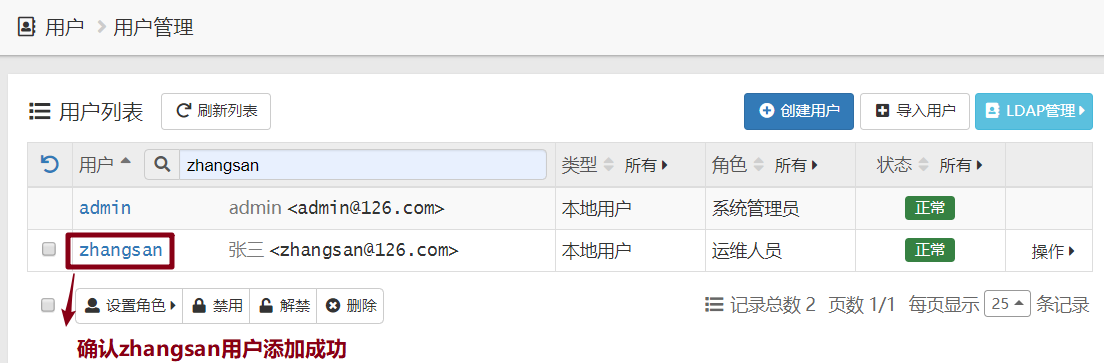 用户 > 用户管理
用户列表 刷新列表 创建用户 导入用户 LDAP管理
用户 zhangsan 类型 所有 角色 所有 状态 所有
admin admin <admin@126.com> 本地用户 系统管理员 正常
zhangsan 张三 <zhangsan@126.com> 本地用户 运维人员 正常 操作
设置角色 禁用 解禁 删除 记录总数 2 页数 1/1 每页显示 25 条记录
确认zhangsan用户添加成功